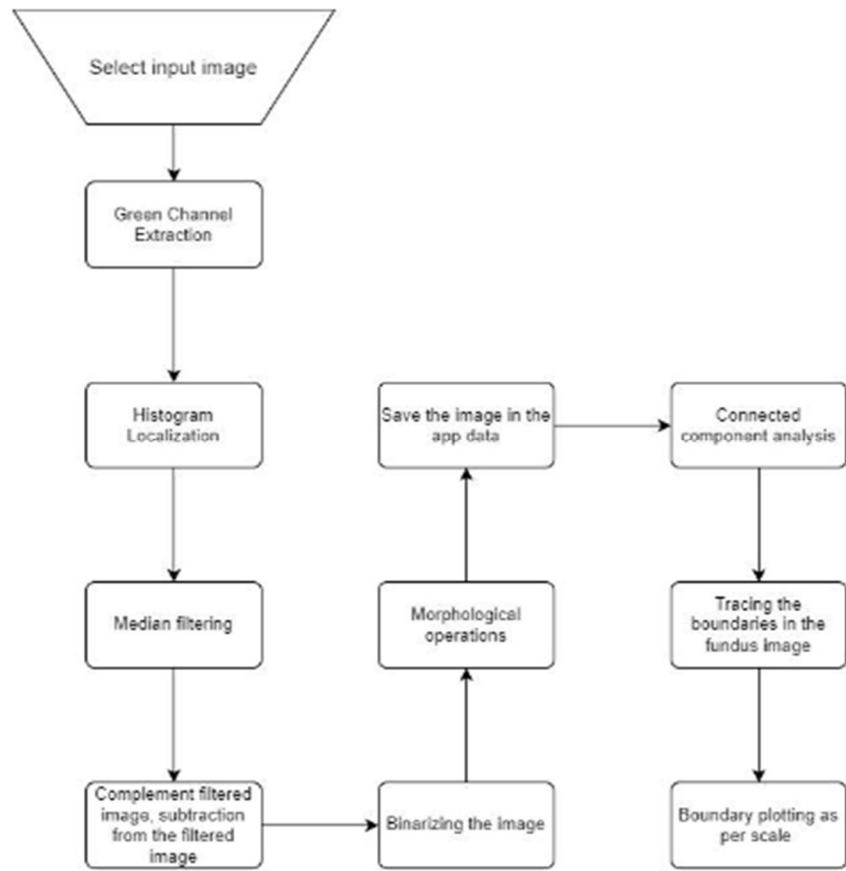 Select input image
Green Channel
Extraction
Histogram
Localization
Median filtering
Complement filtered
image, subtraction
from the filtered
image
Binarizing the image
Morphological
operations
Save the image in the
app data
Connected
component analysis
Tracing the
boundaries in the
fundus image
Boundary plotting as
per scale